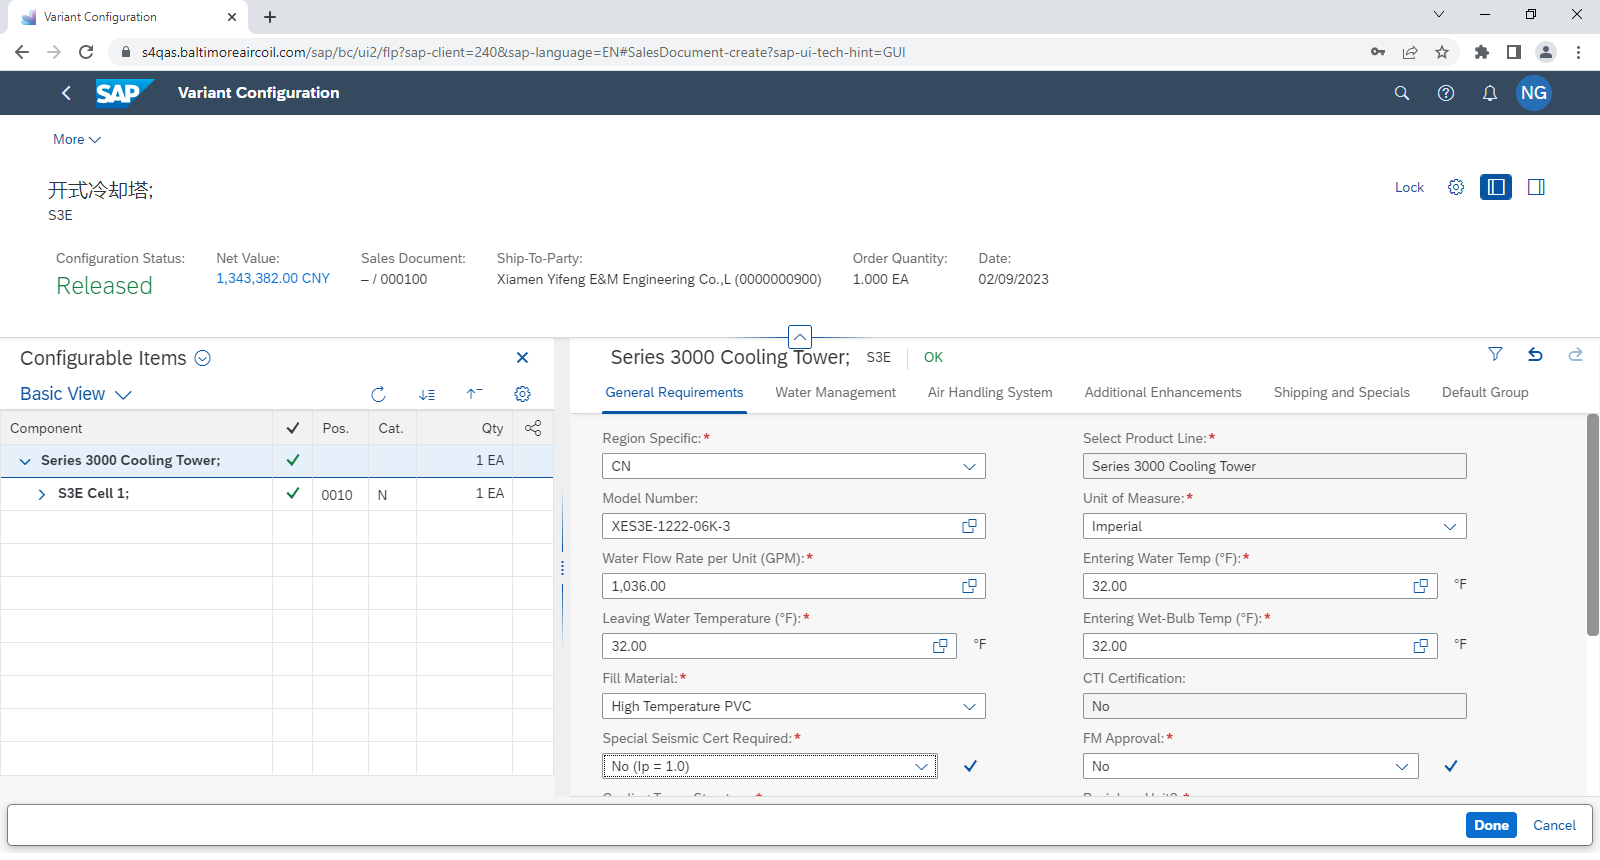 Variant Configuration
s4qas.baltimoreaircoil.com/sap/bc/ui2/flp?sap-client=240&sap-language=EN#SalesDocument-create?sap-ui-tech-hint=GUI
SAP
Variant Configuration
NG
More
开式冷却塔;
S3E
Lock
Configuration Status:
Released
Net Value:
1,343,382.00 CNY
Sales Document:
– / 000100
Ship-To-Party:
Xiamen Yifeng E&M Engineering Co.,L (0000000900)
Order Quantity:
1.000 EA
Date:
02/09/2023
Configurable Items
Basic View
Component Pos. Cat. Qty
Series 3000 Cooling Tower; 1 EA
S3E Cell 1; 0010 N 1 EA
Series 3000 Cooling Tower; S3E OK
General Requirements Water Management Air Handling System Additional Enhancements Shipping and Specials Default Group
Region Specific:*
CN
Select Product Line:*
Series 3000 Cooling Tower
Model Number:
XES3E-1222-06K-3
Unit of Measure:*
Imperial
Water Flow Rate per Unit (GPM):*
1,036.00
Entering Water Temp (°F):*
32.00 °F
Leaving Water Temperature (°F):*
32.00 °F
Entering Wet-Bulb Temp (°F):*
32.00 °F
Fill Material:*
High Temperature PVC
CTI Certification:
No
Special Seismic Cert Required:*
No (Ip = 1.0)
FM Approval:*
No
Done Cancel